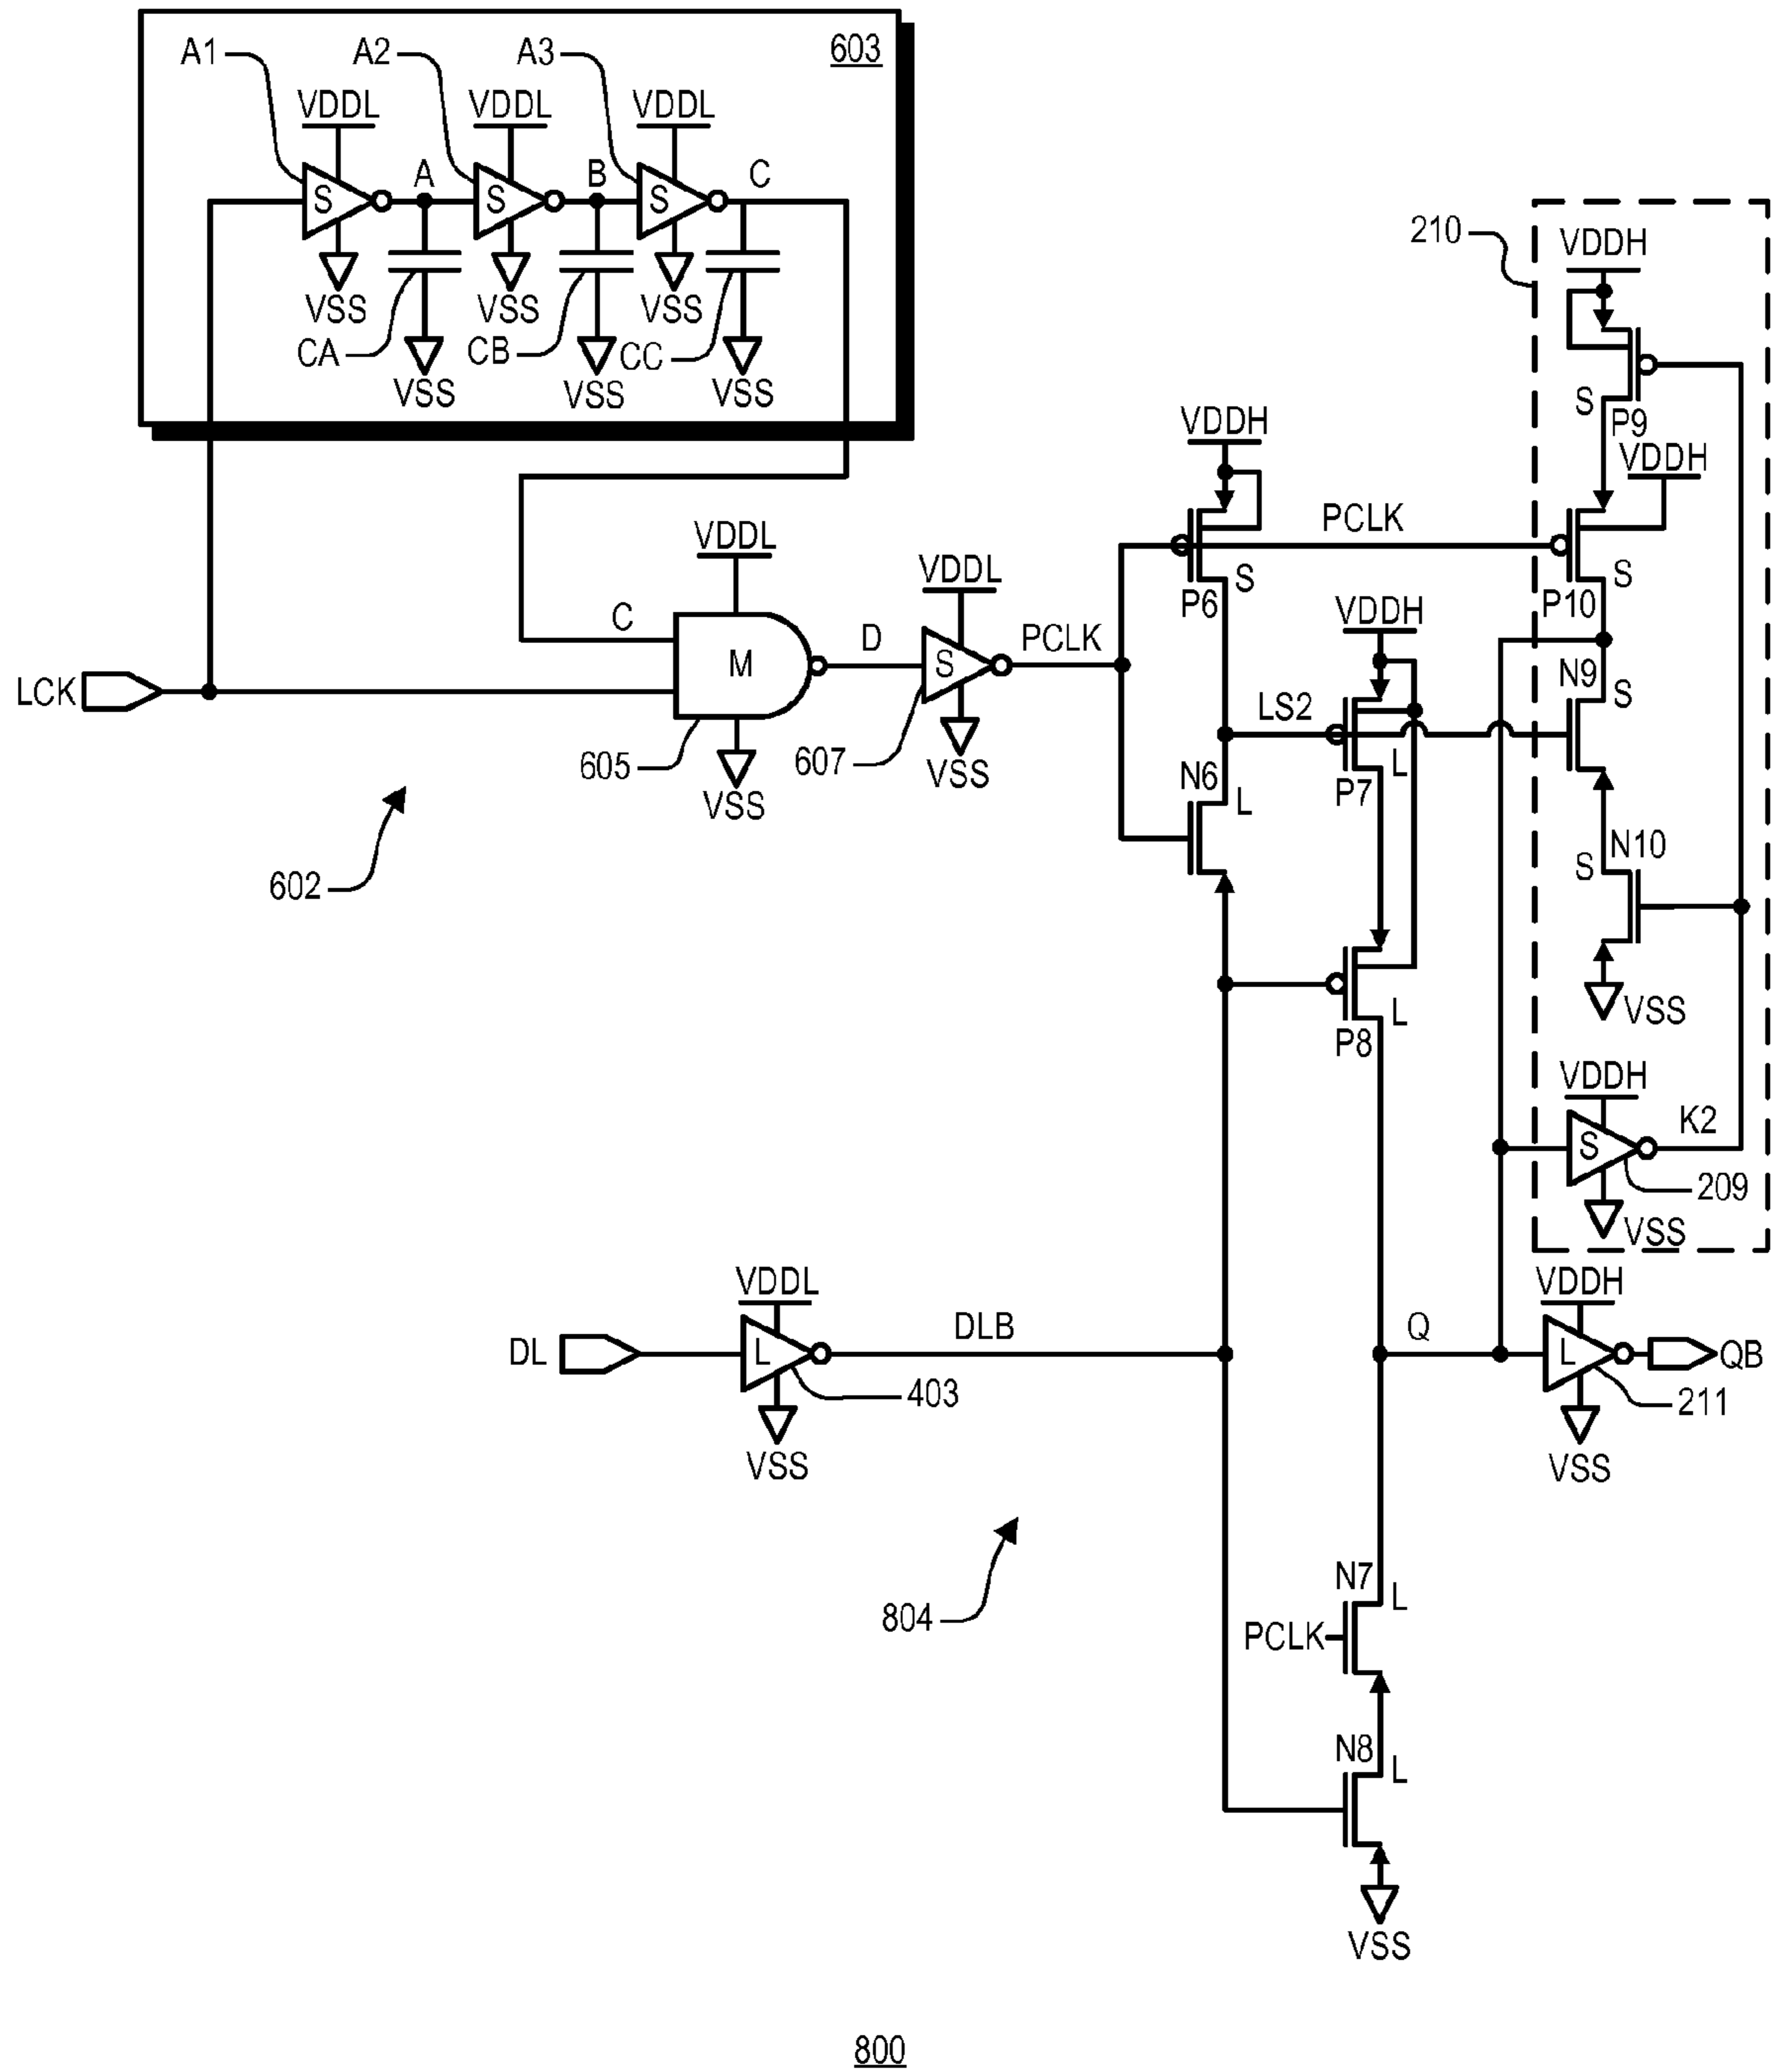 603
A1
A2
A3
VDDL
VDDL
VDDL
S
A
S
B
S
C
VSS
VSS
VSS
CA
CB
CC
VSS
VSS
VSS
210
VDDH
S
P9
VDDH
VDDH
PCLK
S
P6
S
P10
VDDL
VDDL
C
M
D
S
PCLK
LCK
605
VSS
607
VSS
602
VDDH
LS2
L
P7
N9
S
N6
L
N10
S
VSS
L
P8
VDDH
K2
S
209
VSS
VDDL
DL
L
DLB
403
VSS
Q
VDDH
L
QB
211
VSS
804
N7
L
PCLK
N8
L
VSS
800